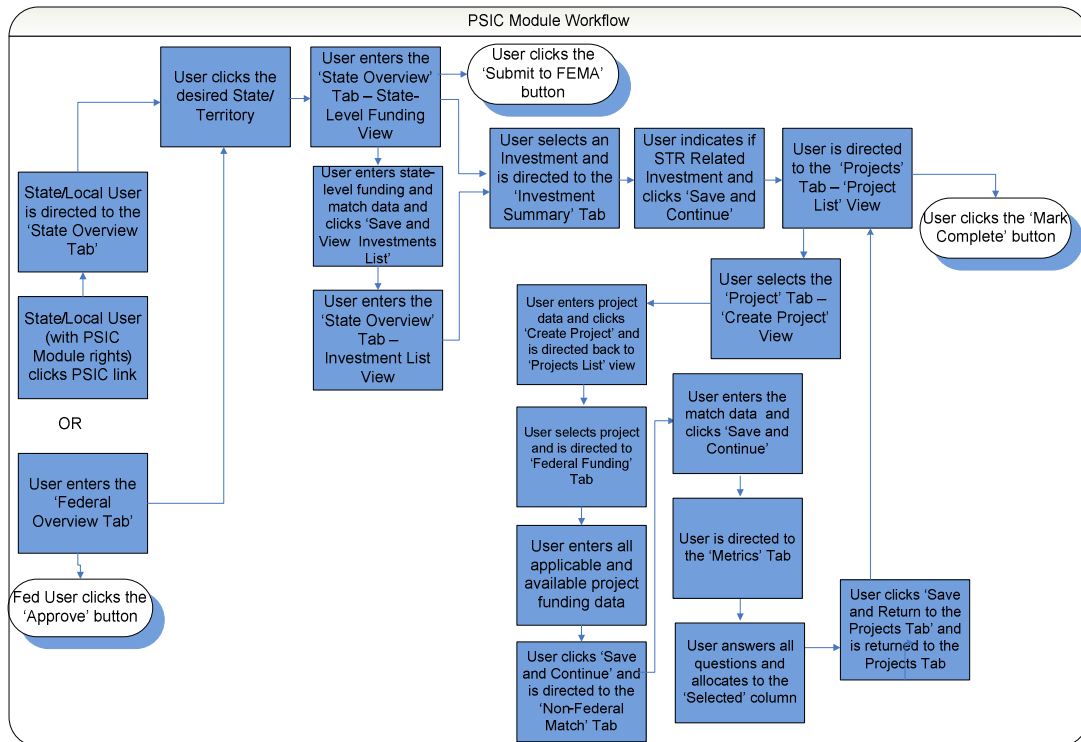 PSIC Module Workflow
User clicks the
desired State/
Territory
User enters the
‘State Overview’
Tab – State-
Level Funding
View
User clicks the
‘Submit to FEMA’
button
State/Local User
is directed to the
‘State Overview
Tab’
User enters state-
level funding and
match data and
clicks ‘Save and
View Investments
List’
User selects an
Investment and
is directed to the
‘Investment
Summary’ Tab
User indicates if
STR Related
Investment and
clicks ‘Save and
Continue’
User is directed
to the ‘Projects’
Tab – ‘Project
List’ View
User clicks the ‘Mark
Complete’ button
State/Local User
(with PSIC
Module rights)
clicks PSIC link
User enters the
‘State Overview’
Tab –
Investment List
View
User selects the
‘Project’ Tab –
‘Create Project’
View
User enters project
data and clicks
‘Create Project’ and
is directed back to
‘Projects List’ view
OR
User enters the
‘Federal
Overview Tab’
User selects project
and is directed to
‘Federal Funding’
Tab
User enters the
match data and
clicks ‘Save and
Continue’
User enters all
applicable and
available project
funding data
User is directed
to the ‘Metrics’ Tab
Fed User clicks the
‘Approve’ button
User clicks ‘Save
and Continue’ and
is directed to the
‘Non-Federal
Match’ Tab
User answers all
questions and
allocates to the
‘Selected’ column
User clicks ‘Save
and Return to the
Projects Tab’ and
is returned to the
Projects Tab